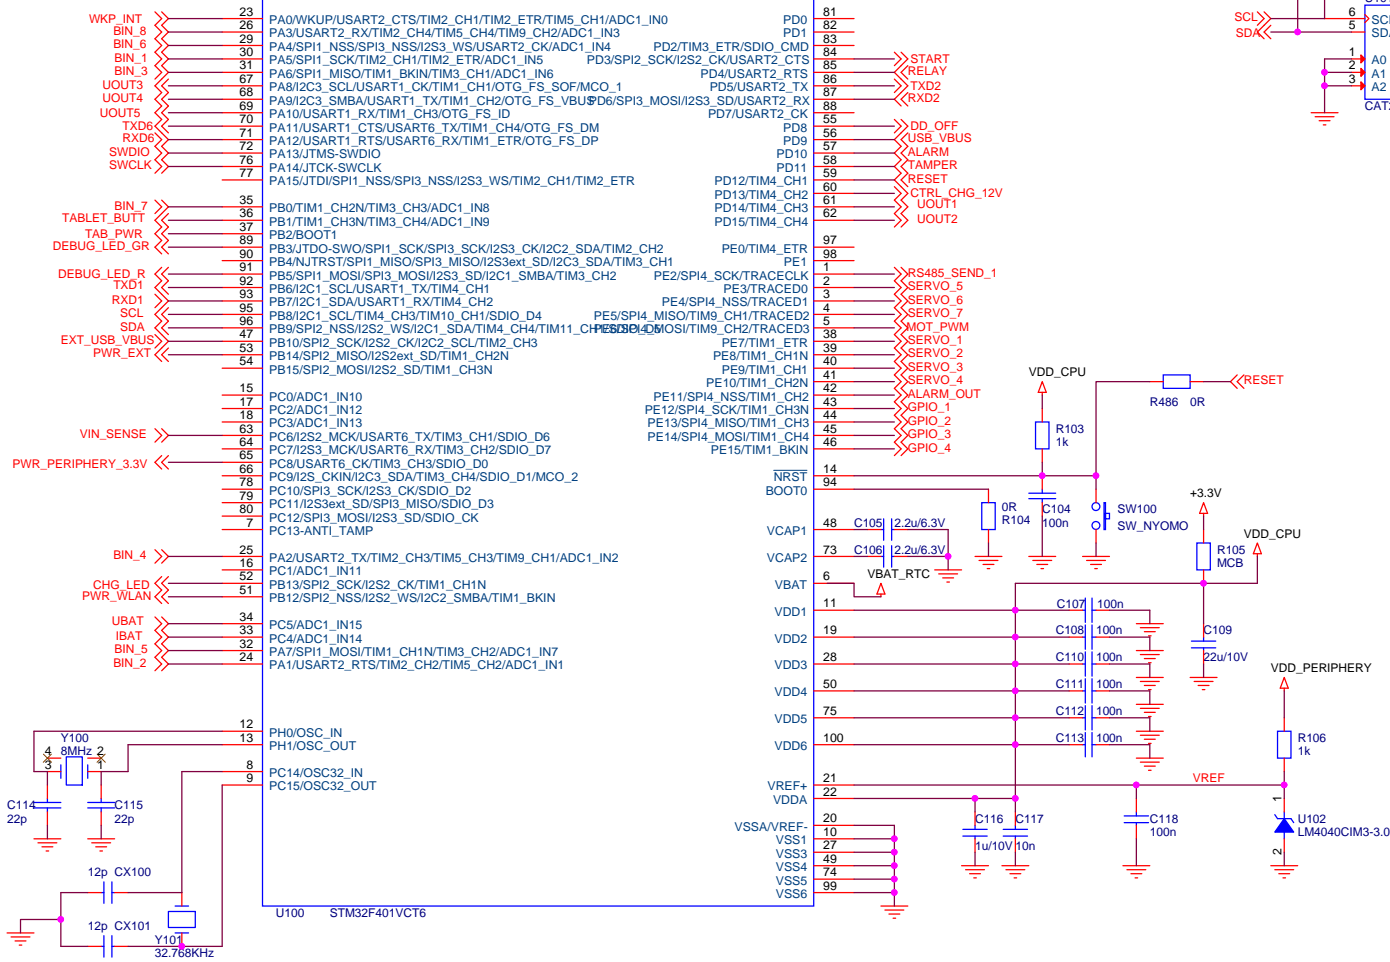 WKP_INT 23 PA0/WKUP/USART2_CTS/TIM2_CH1/TIM2_ETR/TIM5_CH1/ADC1_IN0
BIN_8 26 PA3/USART2_RX/TIM2_CH4/TIM5_CH4/TIM9_CH2/ADC1_IN3
BIN_6 29 PA4/SPI1_NSS/SPI3_NSS/I2S3_WS/USART2_CK/ADC1_IN4
BIN_1 30 PA5/SPI1_SCK/TIM2_CH1/TIM2_ETR/ADC1_IN5
BIN_3 31 PA6/SPI1_MISO/TIM1_BKIN/TIM3_CH1/ADC1_IN6
UOUT3 67 PA8/I2C3_SCL/USART1_CK/TIM1_CH1/OTG_FS_SOF/MCO_1
UOUT4 68 PA9/I2C3_SMBA/USART1_TX/TIM1_CH2/OTG_FS_VBUS
UOUT5 69 PA10/USART1_RX/TIM1_CH3/OTG_FS_ID
TXD6 70 PA11/USART1_CTS/USART6_TX/TIM1_CH4/OTG_FS_DM
RXD6 71 PA12/USART1_RTS/USART6_RX/TIM1_ETR/OTG_FS_DP
SWDIO 72 PA13/JTMS-SWDIO
SWCLK 76 PA14/JTCK-SWCLK
77 PA15/JTDI/SPI1_NSS/SPI3_NSS/I2S3_WS/TIM2_CH1/TIM2_ETR
BIN_7 35 PB0/TIM1_CH2N/TIM3_CH3/ADC1_IN8
TABLET_BUTT 36 PB1/TIM1_CH3N/TIM3_CH4/ADC1_IN9
TAB_PWR 37 PB2/BOOT1
DEBUG_LED_GR 89 PB3/JTDO-SWO/SPI1_SCK/SPI3_SCK/I2S3_CK/I2C2_SDA/TIM2_CH2
90 PB4/NJTRST/SPI1_MISO/SPI3_MISO/I2S3ext_SD/I2C3_SDA/TIM3_CH1
DEBUG_LED_R 91 PB5/SPI1_MOSI/SPI3_MOSI/I2S3_SD/I2C1_SMBA/TIM3_CH2
TXD1 92 PB6/I2C1_SCL/USART1_TX/TIM4_CH1
RXD1 93 PB7/I2C1_SDA/USART1_RX/TIM4_CH2
SCL 95 PB8/I2C1_SCL/TIM4_CH3/TIM10_CH1/SDIO_D4
SDA 96 PB9/SPI2_NSS/I2S2_WS/I2C1_SDA/TIM4_CH4/TIM11_CH1/SDIO_D5
EXT_USB_VBUS 47 PB10/SPI2_SCK/I2S2_CK/I2C2_SCL/TIM2_CH3
PWR_EXT 53 PB14/SPI2_MISO/I2S2ext_SD/TIM1_CH2N
54 PB15/SPI2_MOSI/I2S2_SD/TIM1_CH3N
15 PC0/ADC1_IN10
17 PC2/ADC1_IN12
18 PC3/ADC1_IN13
VIN_SENSE 63 PC6/I2S2_MCK/USART6_TX/TIM3_CH1/SDIO_D6
64 PC7/I2S3_MCK/USART6_RX/TIM3_CH2/SDIO_D7
PWR_PERIPHERY_3.3V 65 PC8/USART6_CK/TIM3_CH3/SDIO_D0
66 PC9/I2S_CKIN/I2C3_SDA/TIM3_CH4/SDIO_D1/MCO_2
78 PC10/SPI3_SCK/I2S3_CK/SDIO_D2
79 PC11/I2S3ext_SD/SPI3_MISO/SDIO_D3
80 PC12/SPI3_MOSI/I2S3_SD/SDIO_CK
7 PC13-ANTI_TAMP
BIN_4 25 PA2/USART2_TX/TIM2_CH3/TIM5_CH3/TIM9_CH1/ADC1_IN2
16 PC1/ADC1_IN11
CHG_LED 52 PB13/SPI2_SCK/I2S2_CK/TIM1_CH1N
PWR_WLAN 51 PB12/SPI2_NSS/I2S2_WS/I2C2_SMBA/TIM1_BKIN
UBAT 34 PC5/ADC1_IN15
IBAT 33 PC4/ADC1_IN14
BIN_5 32 PA7/SPI1_MOSI/TIM1_CH1N/TIM3_CH2/ADC1_IN7
BIN_2 24 PA1/USART2_RTS/TIM2_CH2/TIM5_CH2/ADC1_IN1
12 PH0/OSC_IN
13 PH1/OSC_OUT
8 PC14/OSC32_IN
9 PC15/OSC32_OUT
Y100
8MHz
4 2
3 1
C114
22p
C115
22p
12p CX100
12p CX101
Y101
32.768KHz
U100 STM32F401VCT6
PD0 81
PD1 82
PD2/TIM3_ETR/SDIO_CMD 83
PD3/SPI2_SCK/I2S2_CK/USART2_CTS 84 START
PD4/USART2_RTS 85 RELAY
PD5/USART2_TX 86 TXD2
PD6/SPI3_MOSI/I2S3_SD/USART2_RX 87 RXD2
PD7/USART2_CK 88
PD8 55 DD_OFF
PD9 56 USB_VBUS
PD10 57 ALARM
PD11 58 TAMPER
PD12/TIM4_CH1 59 RESET
PD13/TIM4_CH2 60 CTRL_CHG_12V
PD14/TIM4_CH3 61 UOUT1
PD15/TIM4_CH4 62 UOUT2
PE0/TIM4_ETR 97
PE1 98
PE2/SPI4_SCK/TRACECLK 1 RS485_SEND_1
PE3/TRACED0 2 SERVO_5
PE4/SPI4_NSS/TRACED1 3 SERVO_6
PE5/SPI4_MISO/TIM9_CH1/TRACED2 4 SERVO_7
PE6/SPI4_MOSI/TIM9_CH2/TRACED3 5 MOT_PWM
PE7/TIM1_ETR 38 SERVO_1
PE8/TIM1_CH1N 39 SERVO_2
PE9/TIM1_CH1 40 SERVO_3
PE10/TIM1_CH2N 41 SERVO_4
PE11/SPI4_NSS/TIM1_CH2 42 ALARM_OUT
PE12/SPI4_SCK/TIM1_CH3N 43 GPIO_1
PE13/SPI4_MISO/TIM1_CH3 44 GPIO_2
PE14/SPI4_MOSI/TIM1_CH4 45 GPIO_3
PE15/TIM1_BKIN 46 GPIO_4
NRST 14
BOOT0 94
VCAP1 48 C105 2.2u/6.3V
VCAP2 73 C106 2.2u/6.3V
VBAT 6 VBAT_RTC
VDD1 11 C107 100n
VDD2 19 C108 100n
VDD3 28 C110 100n
VDD4 50 C111 100n
VDD5 75 C112 100n
VDD6 100 C113 100n
VREF+ 21 VREF
VDDA 22
VSSA/VREF- 20
VSS1 10
VSS3 27
VSS4 49
VSS5 74
VSS6 99
VDD_CPU
R103
1k
R486 0R
RESET
0R
R104
C104
100n
SW100
SW_NYOMO
+3.3V
R105
MCB
VDD_CPU
C109
22u/10V
VDD_PERIPHERY
R106
1k
C116
1u/10V
C117
10n
C118
100n
1
U102
LM4040CIM3-3.0
2
SCL 6
SDA 5
1 A0
2 A1
3 A2